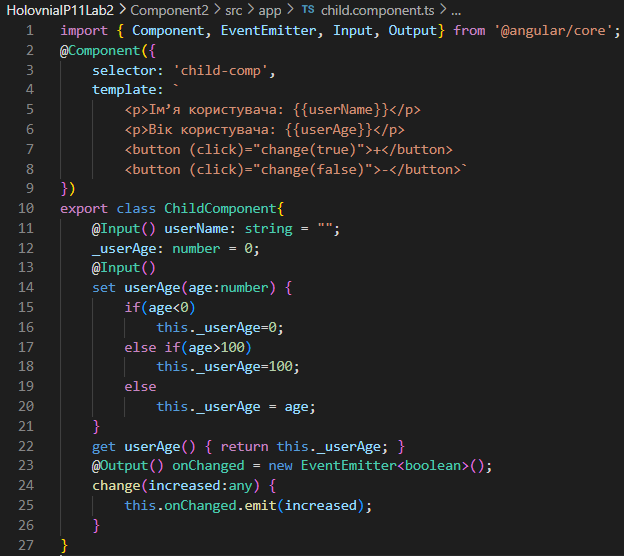 HolovniaIP11Lab2 > Component2 > src > app > TS child.component.ts > ...
1 import { Component, EventEmitter, Input, Output} from '@angular/core';
2 @Component({
3     selector: 'child-comp',
4     template: `
5         <p>Ім’я користувача: {{userName}}</p>
6         <p>Вік користувача: {{userAge}}</p>
7         <button (click)="change(true)">+</button>
8         <button (click)="change(false)">-</button>`
9 })
10 export class ChildComponent{
11     @Input() userName: string = "";
12     _userAge: number = 0;
13     @Input()
14     set userAge(age:number) {
15         if(age<0)
16             this._userAge=0;
17         else if(age>100)
18             this._userAge=100;
19         else
20             this._userAge = age;
21     }
22     get userAge() { return this._userAge; }
23     @Output() onChanged = new EventEmitter<boolean>();
24     change(increased:any) {
25         this.onChanged.emit(increased);
26     }
27 }